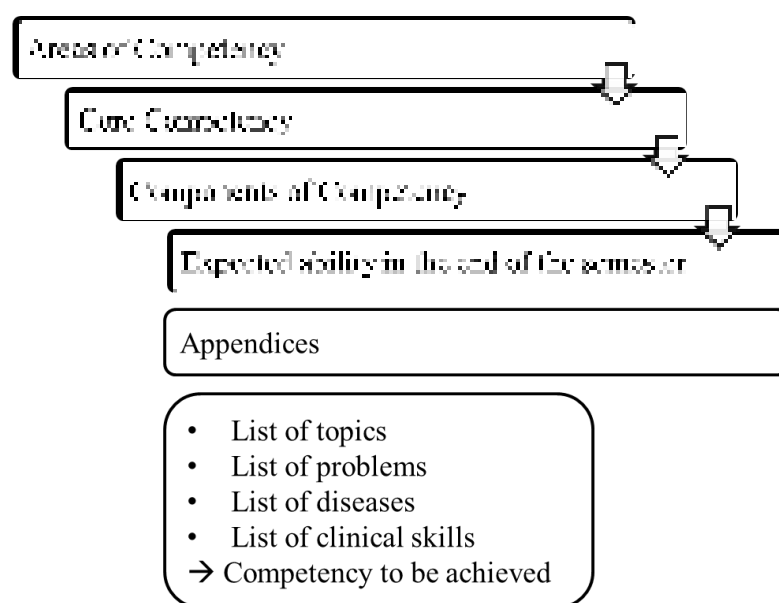 Areas of Competency
Core Competency
Components of Competency
Expected ability in the end of the semester
Appendices
• List of topics
• List of problems
• List of diseases
• List of clinical skills
→ Competency to be achieved